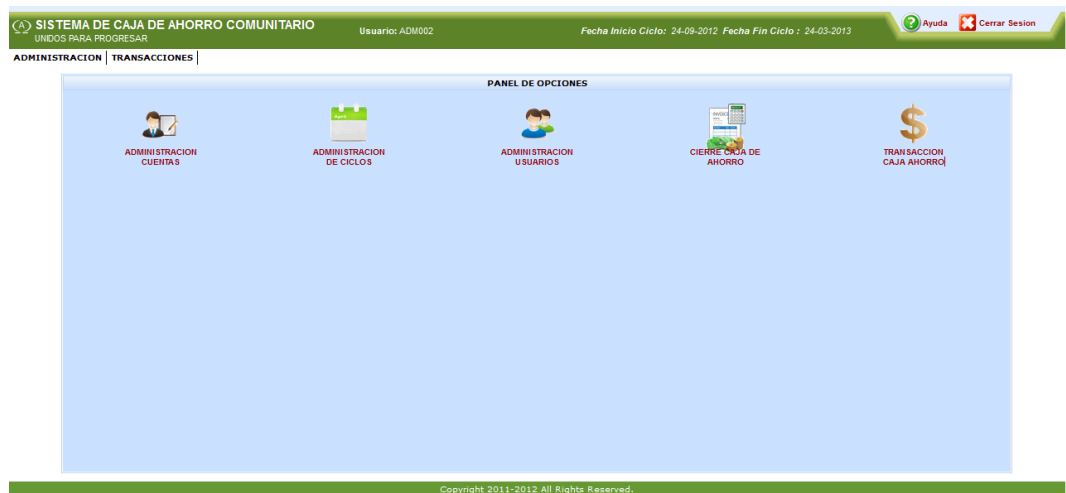 SISTEMA DE CAJA DE AHORRO COMUNITARIO
UNIDOS PARA PROGRESAR
Usuario: ADM002
Fecha Inicio Ciclo: 24-09-2012 Fecha Fin Ciclo : 24-03-2013
Ayuda
Cerrar Sesion
ADMINISTRACION
TRANSACCIONES
PANEL DE OPCIONES
April
INVOICE
ADMINISTRACION
CUENTAS
ADMINISTRACION
DE CICLOS
ADMINISTRACION
USUARIOS
CIERRE CAJA DE
AHORRO
TRANSACCION
CAJA AHORRO
Copyright 2011-2012 All Rights Reserved.